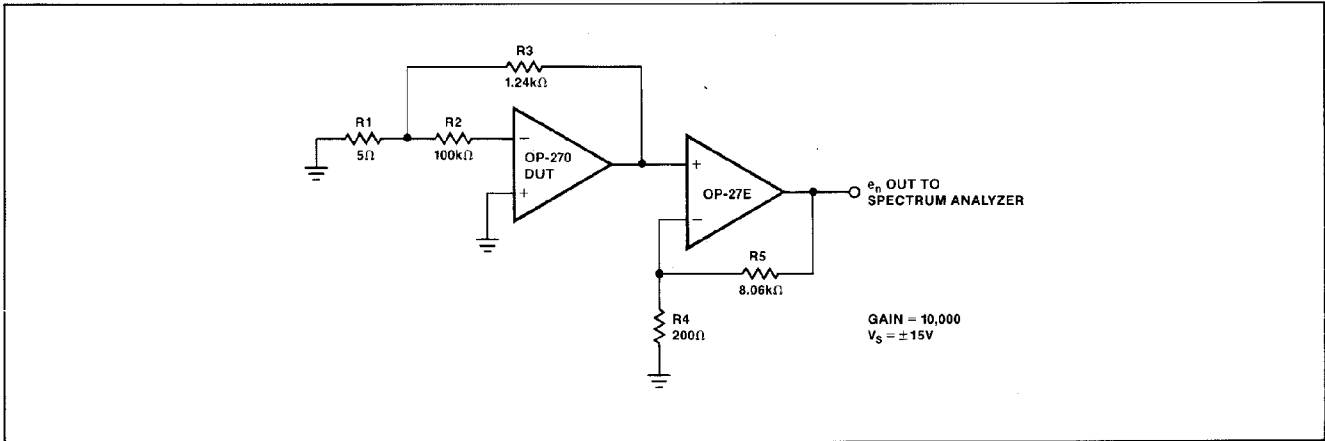 R3
1.24kΩ
R1
5Ω
R2
100kΩ
−
OP-270
DUT
+
+
OP-27E
−
eₙ OUT TO
SPECTRUM ANALYZER
R5
8.06kΩ
R4
200Ω
GAIN = 10,000
V_S = ±15V